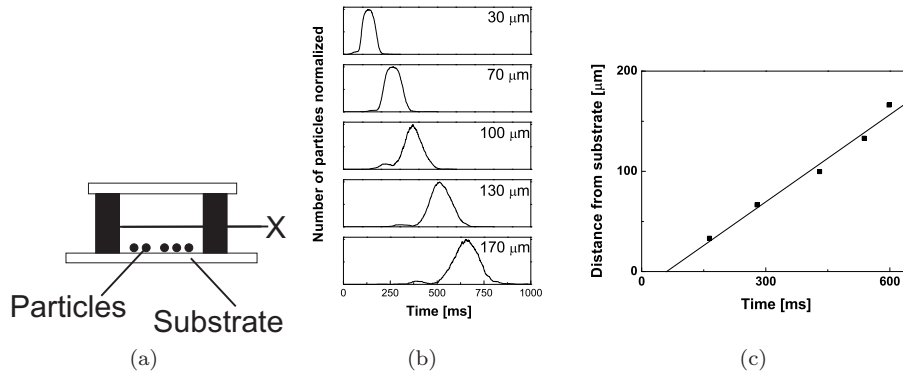 X
Particles
Substrate
(a)
Number of particles normalized
30 μm
70 μm
100 μm
130 μm
170 μm
0 250 500 750 1000
Time [ms]
(b)
Distance from substrate [μm]
200
100
0
0 300 600
Time [ms]
(c)